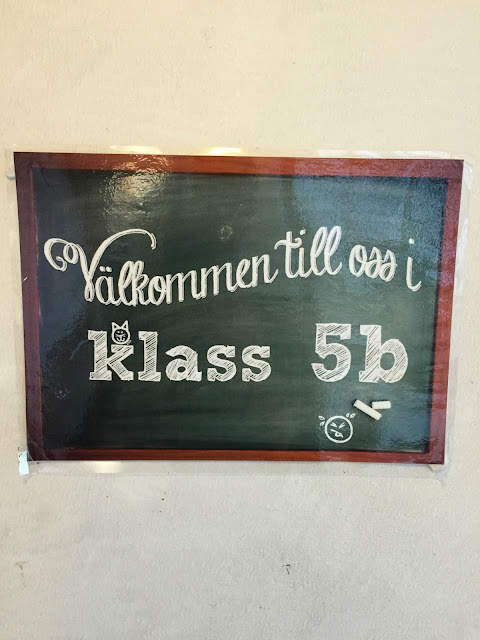 Välkommen till oss i
klass 5b